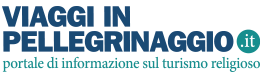 VIAGGI IN
PELLEGRINAGGIO.it
portale di informazione sul turismo religioso